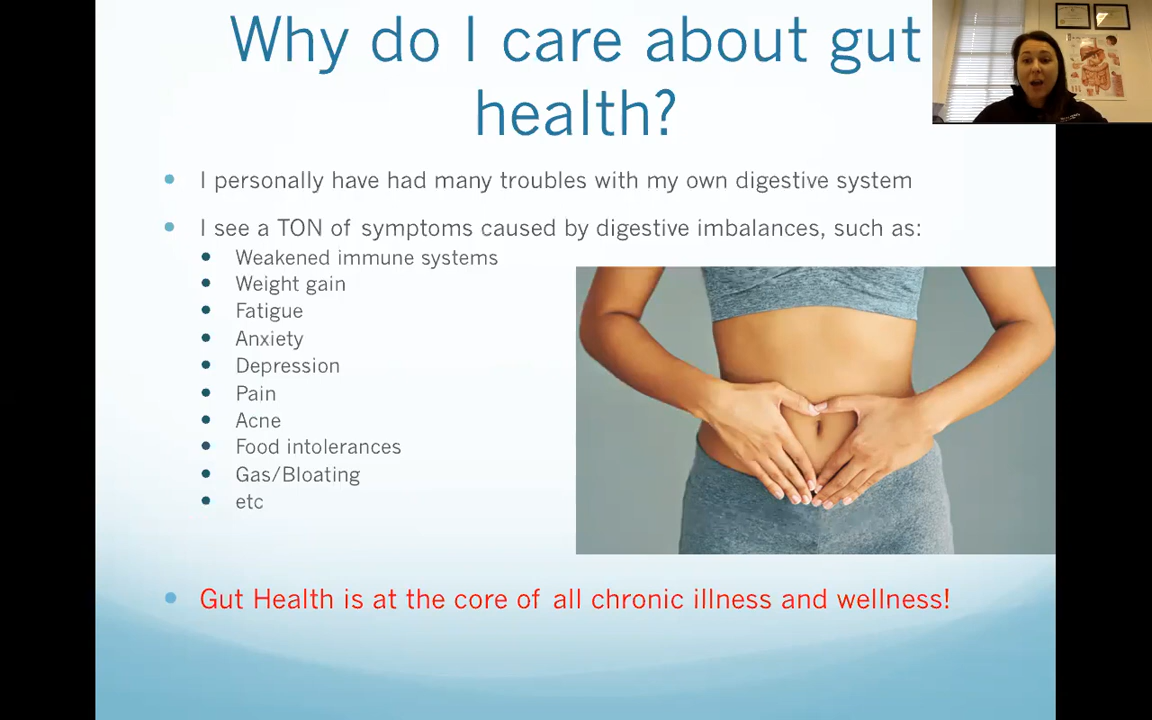 Why do I care about gut
health?
I personally have had many troubles with my own digestive system
I see a TON of symptoms caused by digestive imbalances, such as:
Weakened immune systems
Weight gain
Fatigue
Anxiety
Depression
Pain
Acne
Food intolerances
Gas/Bloating
etc
Gut Health is at the core of all chronic illness and wellness!